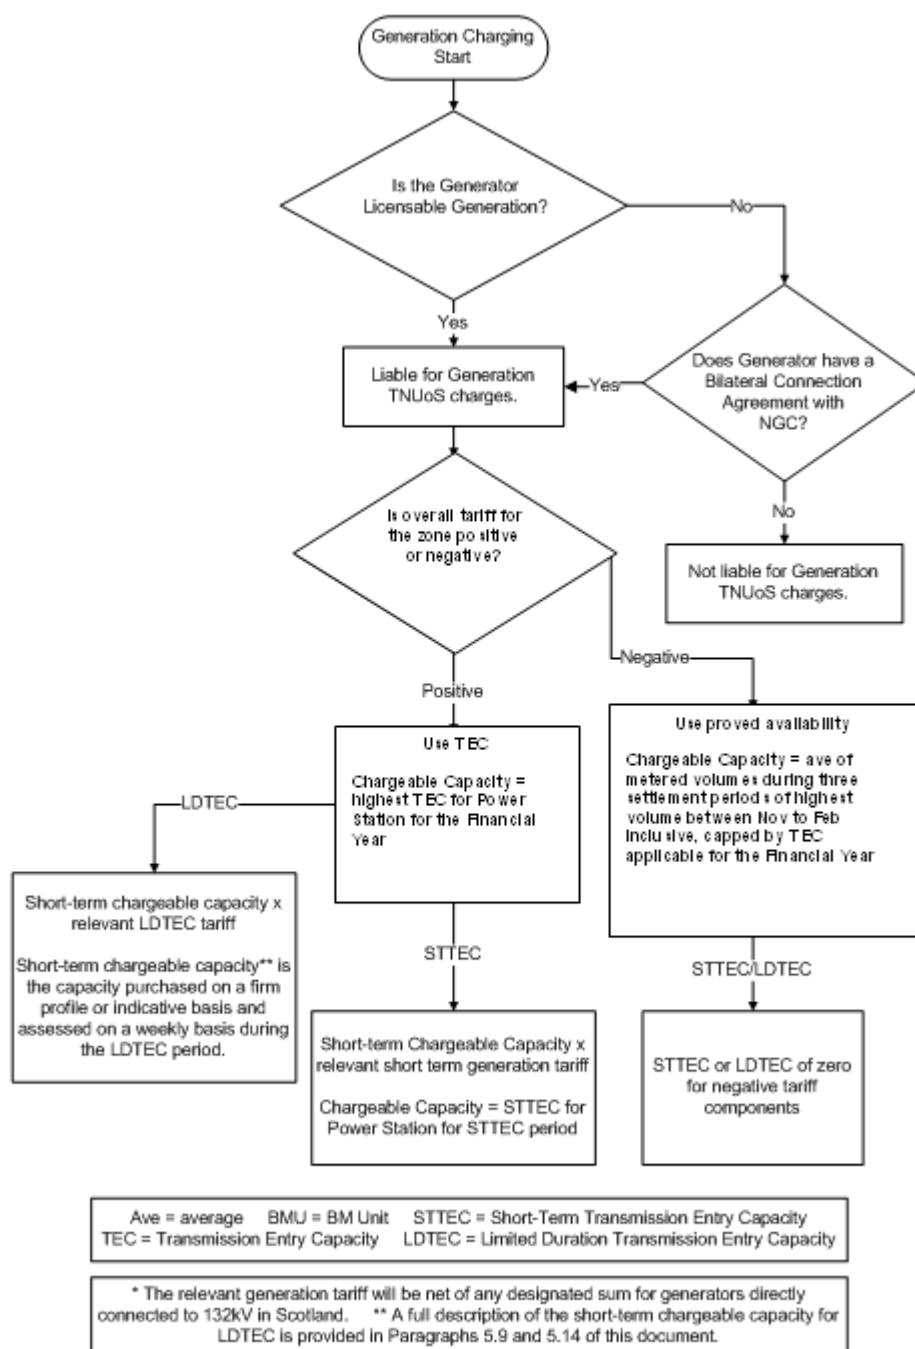 Generation Charging
Start
Is the Generator
Licensable Generation?
No
Yes
Does Generator have a
Bilateral Connection
Agreement with
NGC?
Liable for Generation
TNUoS charges.
Yes
No
Is overall tariff for
the zone positive
or negative?
Not liable for Generation
TNUoS charges.
Negative
Positive
Use TEC
Chargeable Capacity =
highest TEC for Power
Station for the Financial
Year
Use proved availability
Chargeable Capacity = ave of
metered volumes during three
settlement periods of highest
volume between Nov to Feb
inclusive, capped by TEC
applicable for the Financial Year
LDTEC
Short-term chargeable capacity x
relevant LDTEC tariff
Short-term chargeable capacity** is
the capacity purchased on a firm
profile or indicative basis and
assessed on a weekly basis during
the LDTEC period.
STTEC
STTEC/LDTEC
Short-term Chargeable Capacity x
relevant short term generation tariff
Chargeable Capacity = STTEC for
Power Station for STTEC period
STTEC or LDTEC of zero
for negative tariff
components
Ave = average BMU = BM Unit STTEC = Short-Term Transmission Entry Capacity
TEC = Transmission Entry Capacity LDTEC = Limited Duration Transmission Entry Capacity
* The relevant generation tariff will be net of any designated sum for generators directly
connected to 132kV in Scotland. ** A full description of the short-term chargeable capacity for
LDTEC is provided in Paragraphs 5.9 and 5.14 of this document.